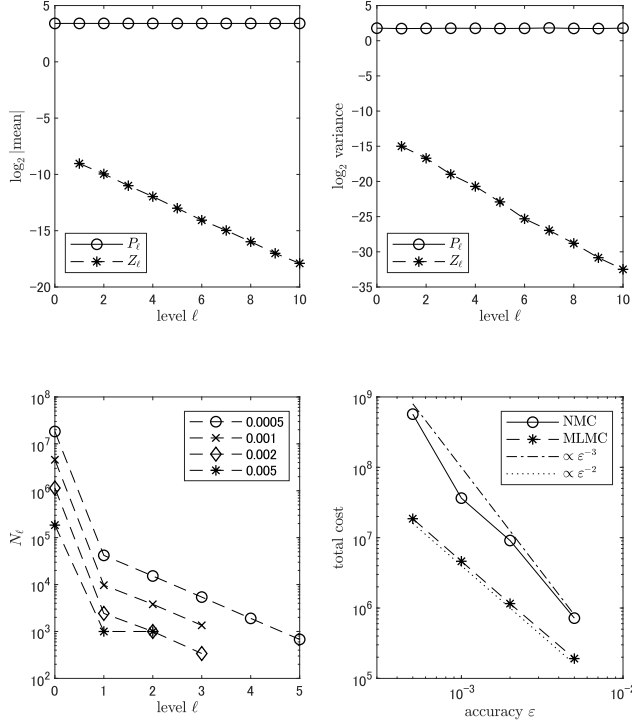 5
0
-5
-10
-15
-20
log₂ |mean|
P_ℓ
Z_ℓ
0 2 4 6 8 10
level ℓ
5
0
-5
-10
-15
-20
-25
-30
-35
log₂ variance
P_ℓ
Z_ℓ
0 2 4 6 8 10
level ℓ
10⁸
10⁷
10⁶
10⁵
10⁴
10³
10²
N_ℓ
0.0005
0.001
0.002
0.005
0 1 2 3 4 5
level ℓ
10⁹
10⁸
10⁷
10⁶
10⁵
total cost
NMC
MLMC
∝ ε⁻³
∝ ε⁻²
10⁻³ 10⁻²
accuracy ε